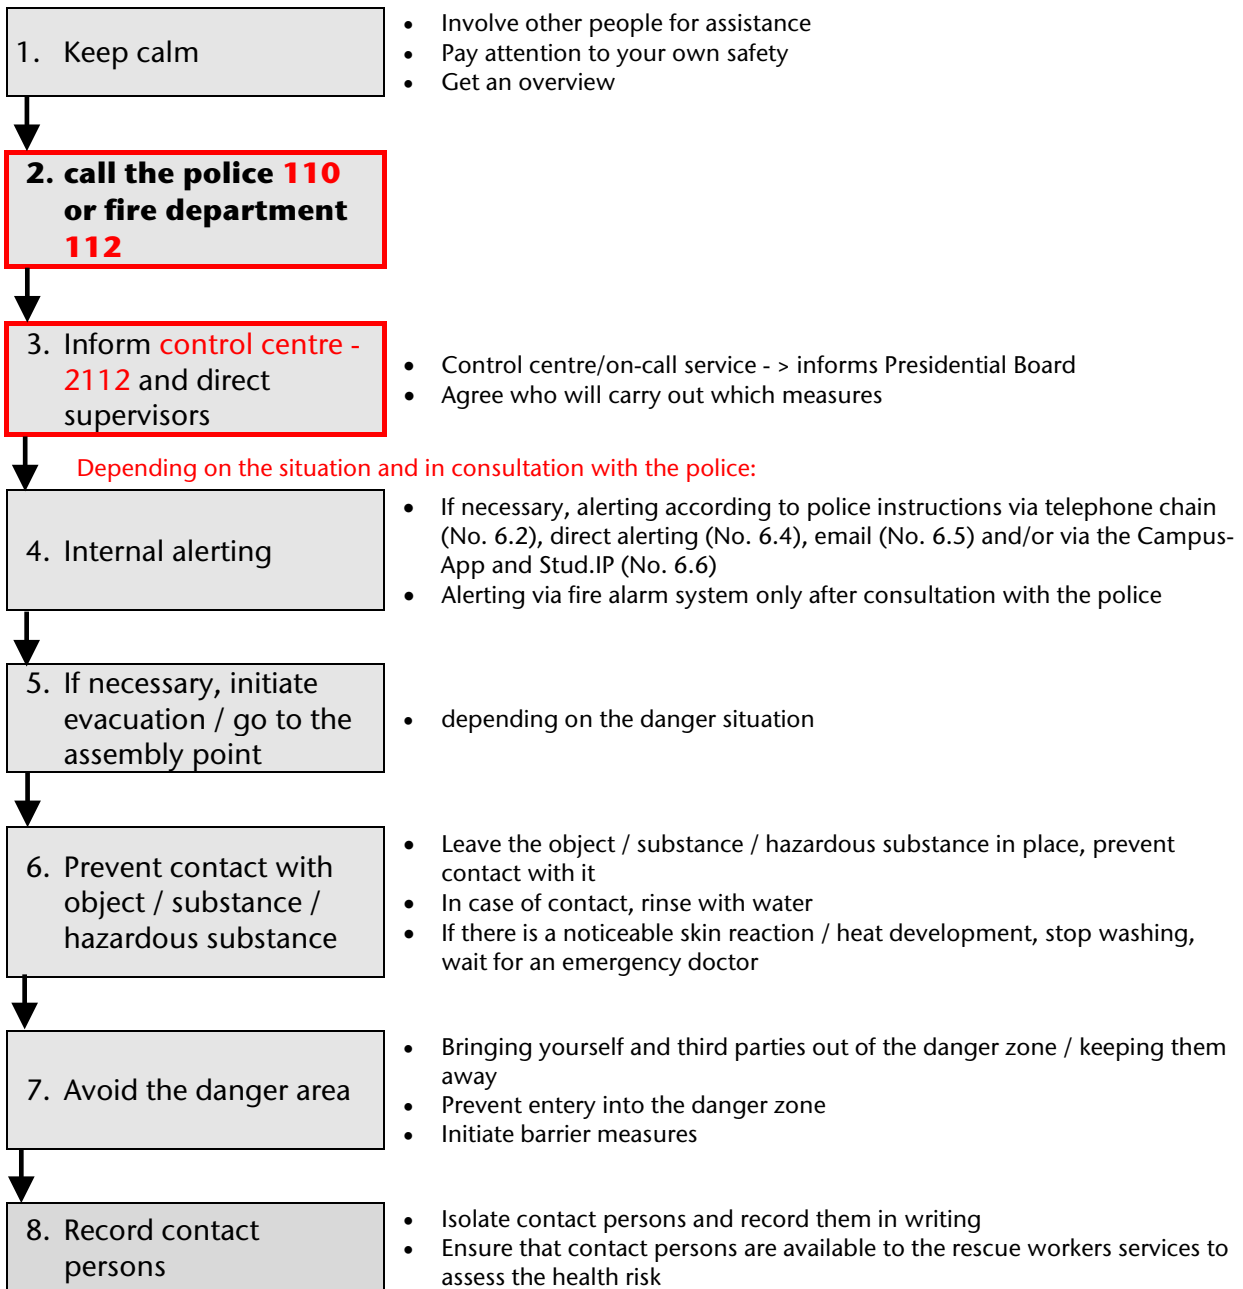 1. Keep calm
• Involve other people for assistance
• Pay attention to your own safety
• Get an overview
2. call the police 110
or fire department
112
3. Inform control centre -
2112 and direct
supervisors
• Control centre/on-call service - > informs Presidential Board
• Agree who will carry out which measures
Depending on the situation and in consultation with the police:
4. Internal alerting
• If necessary, alerting according to police instructions via telephone chain
(No. 6.2), direct alerting (No. 6.4), email (No. 6.5) and/or via the Campus-
App and Stud.IP (No. 6.6)
• Alerting via fire alarm system only after consultation with the police
5. If necessary, initiate
evacuation / go to the
assembly point
• depending on the danger situation
6. Prevent contact with
object / substance /
hazardous substance
• Leave the object / substance / hazardous substance in place, prevent
contact with it
• In case of contact, rinse with water
• If there is a noticeable skin reaction / heat development, stop washing,
wait for an emergency doctor
7. Avoid the danger area
• Bringing yourself and third parties out of the danger zone / keeping them
away
• Prevent entery into the danger zone
• Initiate barrier measures
8. Record contact
persons
• Isolate contact persons and record them in writing
• Ensure that contact persons are available to the rescue workers services to
assess the health risk